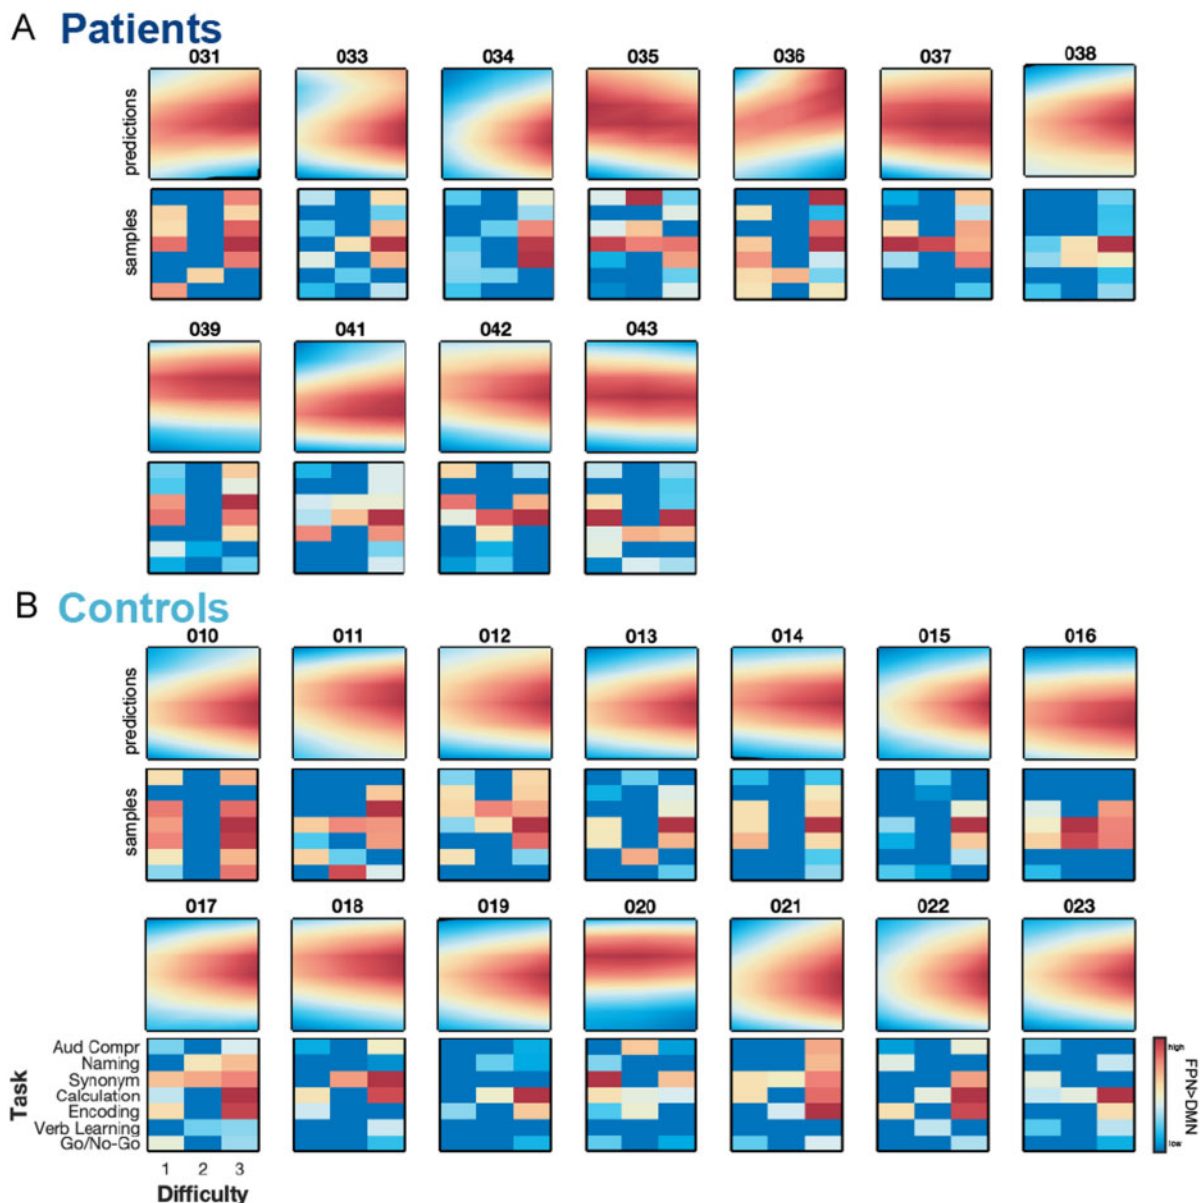 A Patients
031 033 034 035 036 037 038
predictions
samples
039 041 042 043
B Controls
010 011 012 013 014 015 016
predictions
samples
017 018 019 020 021 022 023
Task
Aud Compr
Naming
Synonym
Calculation
Encoding
Verb Learning
Go/No-Go
1 2 3
Difficulty
high
low
FPN>DMN